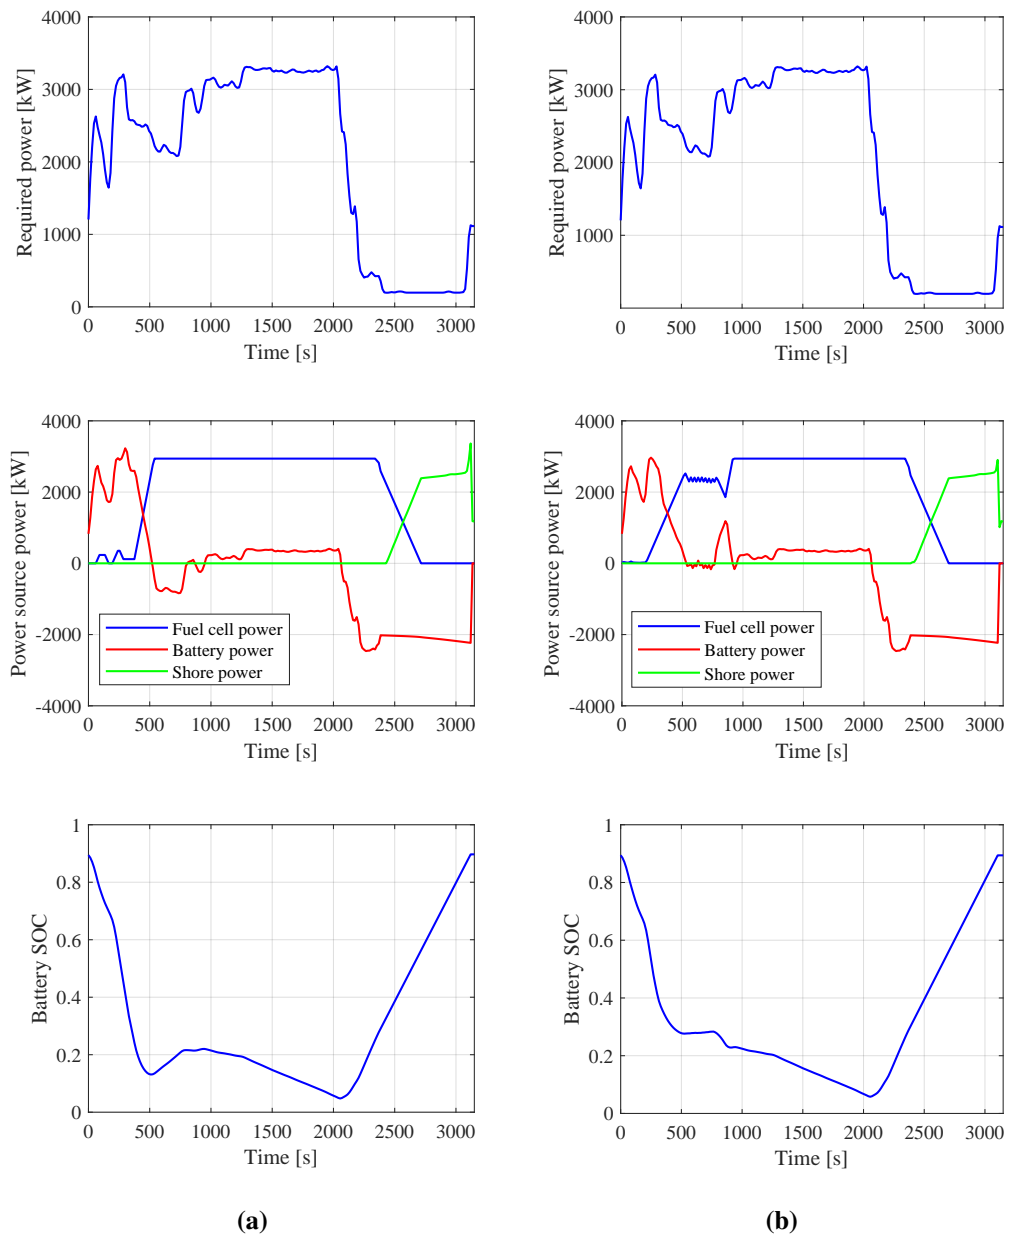 4000
3000
2000
1000
0
Required power [kW]
0 500 1000 1500 2000 2500 3000
Time [s]
4000
3000
2000
1000
Required power [kW]
0 500 1000 1500 2000 2500 3000
Time [s]
4000
2000
0
-2000
-4000
Power source power [kW]
Fuel cell power
Battery power
Shore power
0 500 1000 1500 2000 2500 3000
Time [s]
4000
2000
0
-2000
-4000
Power source power [kW]
Fuel cell power
Battery power
Shore power
0 500 1000 1500 2000 2500 3000
Time [s]
1
0.8
0.6
0.4
0.2
0
Battery SOC
0 500 1000 1500 2000 2500 3000
Time [s]
1
0.8
0.6
0.4
0.2
0
Battery SOC
0 500 1000 1500 2000 2500 3000
Time [s]
(a)
(b)